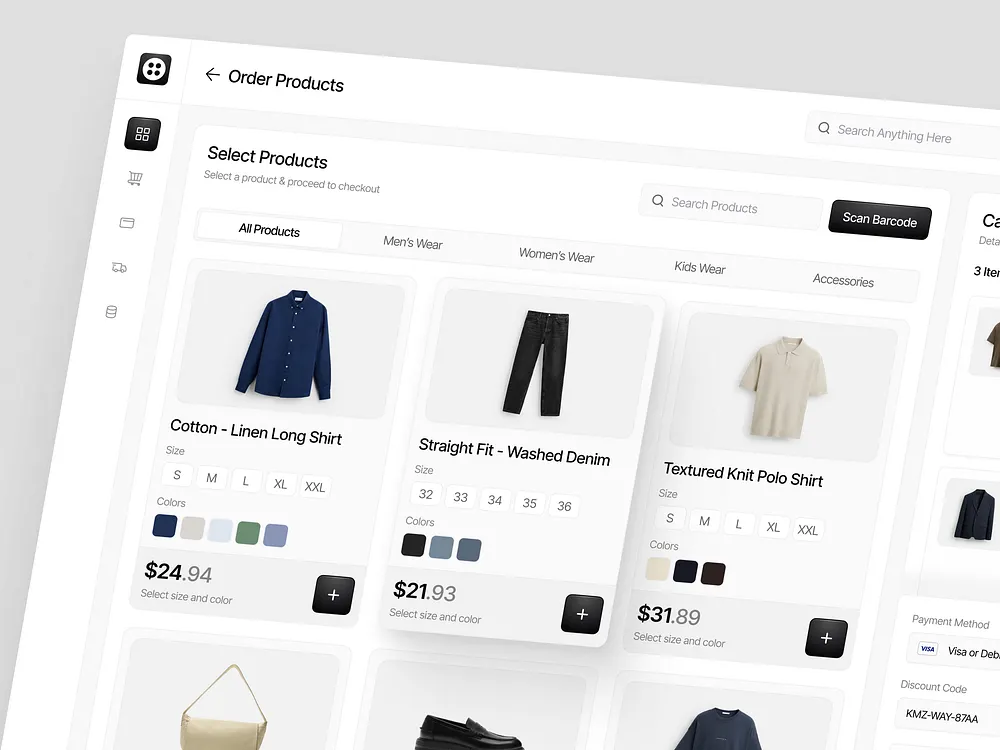 Order Products
Search Anything Here
Select Products
Select a product & proceed to checkout
Search Products
Scan Barcode
All Products
Men's Wear
Women's Wear
Kids Wear
Accessories
Cotton - Linen Long Shirt
Size
S M L XL XXL
Colors
$24.94
Select size and color
Straight Fit - Washed Denim
Size
32 33 34 35 36
Colors
$21.93
Select size and color
Textured Knit Polo Shirt
Size
S M L XL XXL
Colors
$31.89
Select size and color
3
Payment Method
VISA
Visa or
Discount Code
KMZ-WAY-87AA